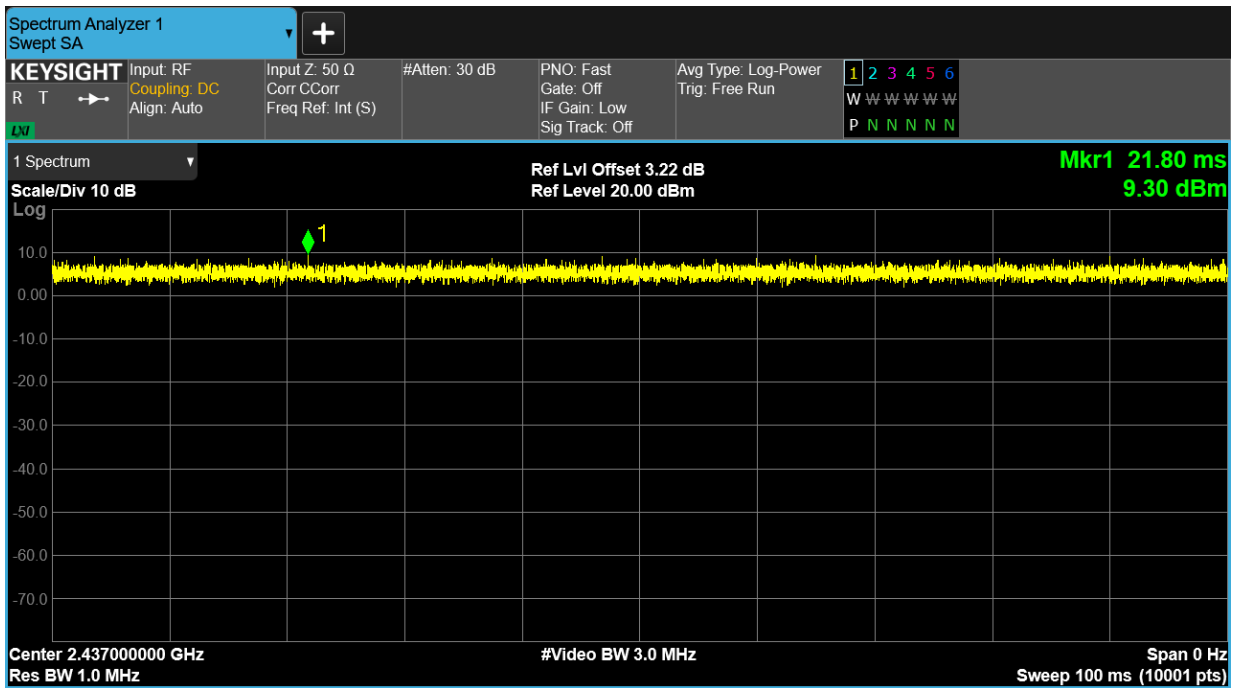 Spectrum Analyzer 1
Swept SA
+
KEYSIGHT
R T
LXI
Input: RF
Coupling: DC
Align: Auto
Input Z: 50 Ω
Corr CCorr
Freq Ref: Int (S)
#Atten: 30 dB
PNO: Fast
Gate: Off
IF Gain: Low
Sig Track: Off
Avg Type: Log-Power
Trig: Free Run
1 2 3 4 5 6
W W W W W W
P N N N N N
1 Spectrum
Scale/Div 10 dB
Ref Lvl Offset 3.22 dB
Ref Level 20.00 dBm
Mkr1 21.80 ms
9.30 dBm
Log
1
10.0
0.00
-10.0
-20.0
-30.0
-40.0
-50.0
-60.0
-70.0
Center 2.437000000 GHz
Res BW 1.0 MHz
#Video BW 3.0 MHz
Span 0 Hz
Sweep 100 ms (10001 pts)